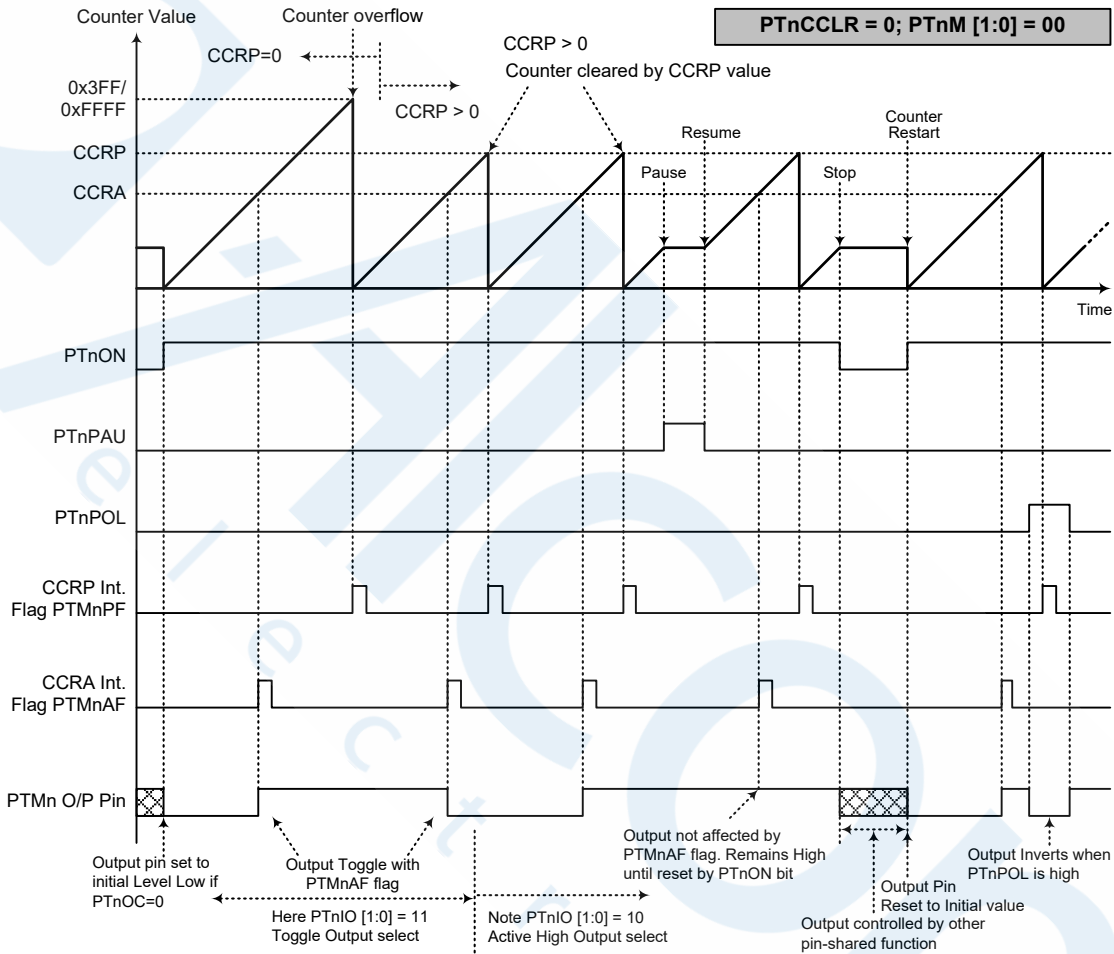 Counter Value
Counter overflow
PTnCCLR = 0; PTnM [1:0] = 00
CCRP=0
CCRP > 0
CCRP > 0
Counter cleared by CCRP value
0x3FF/
0xFFFF
CCRP
CCRA
Pause
Resume
Stop
Counter
Restart
Time
PTnON
PTnPAU
PTnPOL
CCRP Int.
Flag PTMnPF
CCRA Int.
Flag PTMnAF
PTMn O/P Pin
Output pin set to
initial Level Low if
PTnOC=0
Output Toggle with
PTMnAF flag
Here PTnIO [1:0] = 11
Toggle Output select
Note PTnIO [1:0] = 10
Active High Output select
Output not affected by
PTMnAF flag. Remains High
until reset by PTnON bit
Output Pin
Reset to Initial value
Output controlled by other
pin-shared function
Output Inverts when
PTnPOL is high